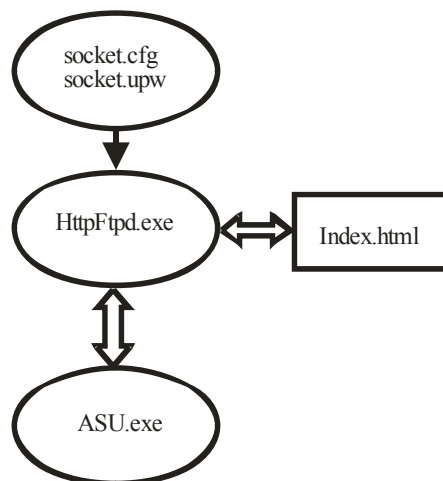 socket.cfg
socket.upw
HttpFtpd.exe
Index.html
ASU.exe